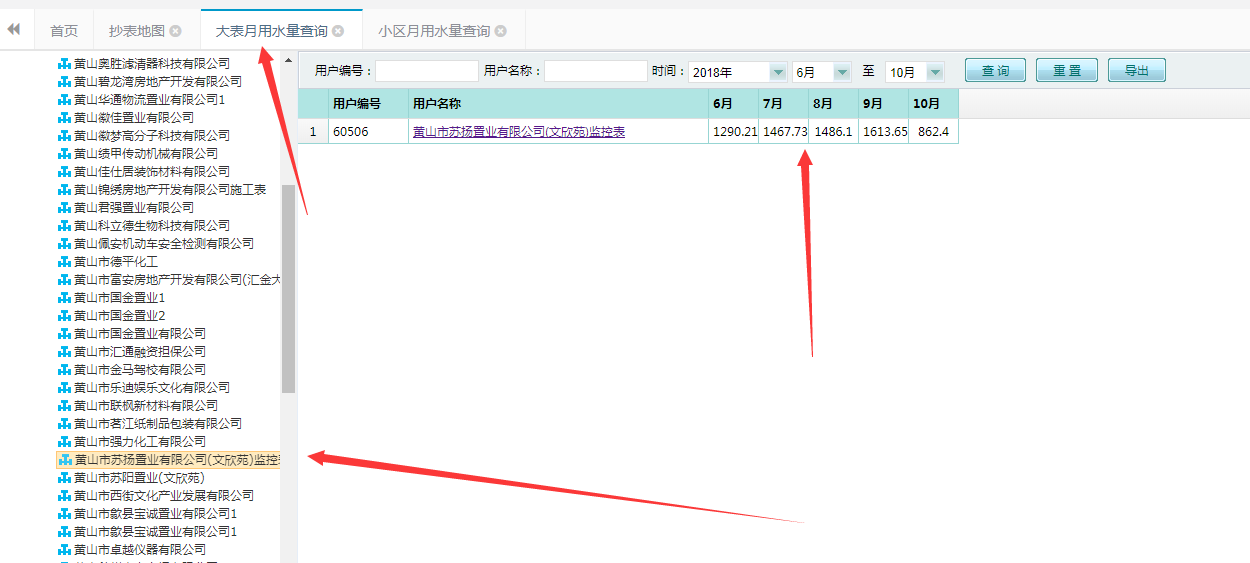 首页 抄表地图 大表月用水量查询 小区月用水量查询
黄山奥胜滤清器科技有限公司
黄山碧龙湾房地产开发有限公司
黄山华通物流置业有限公司1
黄山徽佳置业有限公司
黄山徽梦高分子科技有限公司
黄山绩甲传动机械有限公司
黄山佳仕居装饰材料有限公司
黄山锦绣房地产开发有限公司施工表
黄山君强置业有限公司
黄山科立德生物科技有限公司
黄山佩安机动车安全检测有限公司
黄山市德平化工
黄山市富安房地产开发有限公司(汇金大
黄山市国金置业1
黄山市国金置业2
黄山市国金置业有限公司
黄山市汇通融资担保公司
黄山市金马驾校有限公司
黄山市乐迪娱乐文化有限公司
黄山市联枫新材料有限公司
黄山市茗江纸制品包装有限公司
黄山市强力化工有限公司
黄山市苏扬置业有限公司(文欣苑)监控表
黄山市苏阳置业(文欣苑)
黄山市西街文化产业发展有限公司
黄山市歙县宝诚置业有限公司1
黄山市歙县宝诚置业有限公司1
黄山市卓越仪器有限公司
用户编号： 用户名称： 时间：2018年 6月 至 10月 查 询 重 置 导出
用户编号 用户名称 6月 7月 8月 9月 10月
1 60506 黄山市苏扬置业有限公司(文欣苑)监控表 1290.21 1467.73 1486.1 1613.65 862.4